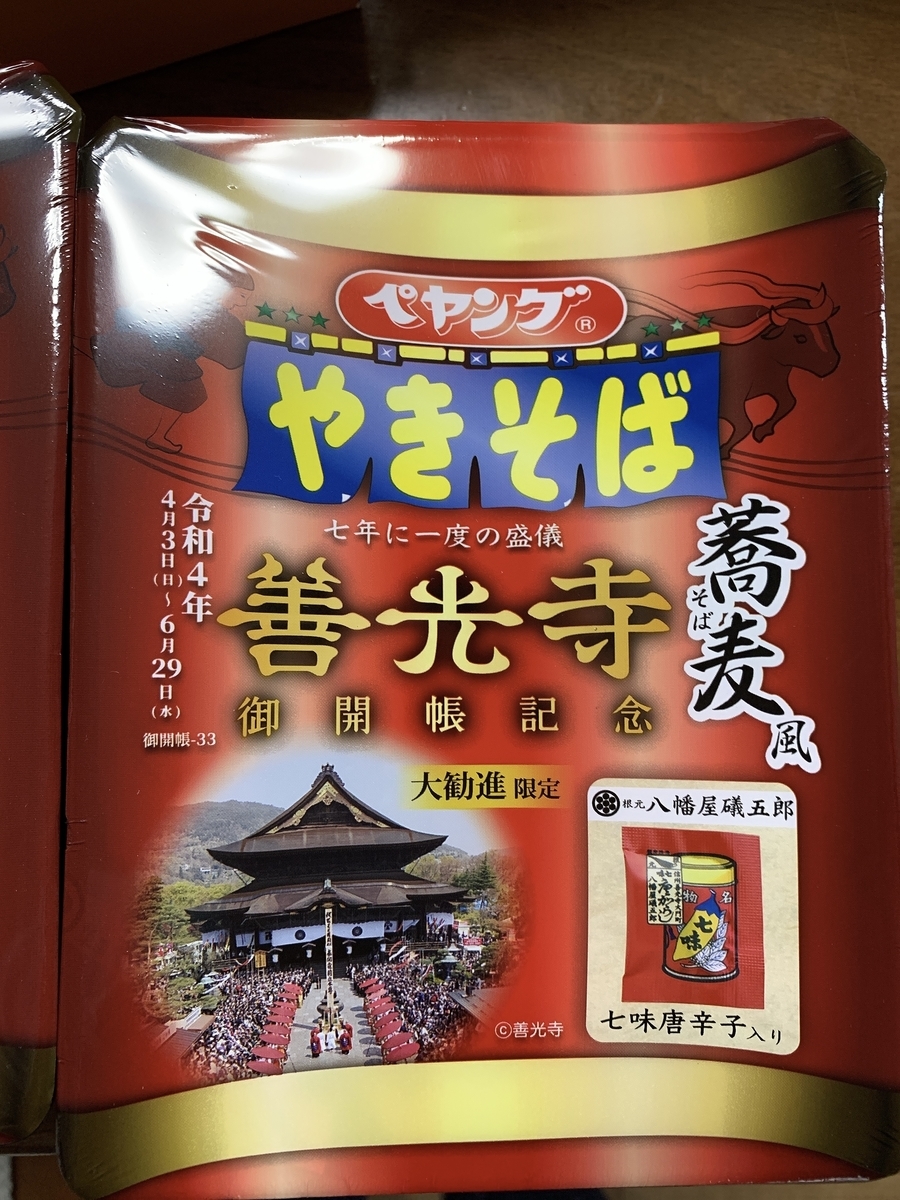 ペヤング®
やきそば
七年に一度の盛儀
善光寺
御開帳記念
令和4年
4月3日(日)～6月29日(水)
御開帳-33
蕎麦
そば
風
大勧進 限定
根元 八幡屋礒五郎
名物
七味
七味唐辛子入り
©善光寺